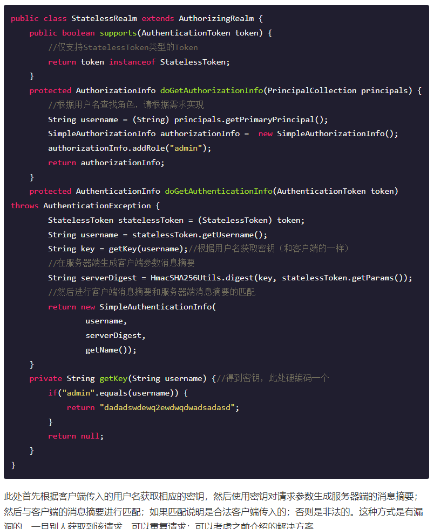 public class StatelessRealm extends AuthorizingRealm {
public boolean supports(AuthenticationToken token) {
//仅支持StatelessToken类型的Token
return token instanceof StatelessToken;
}
protected AuthorizationInfo doGetAuthorizationInfo(PrincipalCollection principals) {
//根据用户名查找角色，请根据需求实现
String username = (String) principals.getPrimaryPrincipal();
SimpleAuthorizationInfo authorizationInfo =  new SimpleAuthorizationInfo();
authorizationInfo.addRole("admin");
return authorizationInfo;
}
protected AuthenticationInfo doGetAuthenticationInfo(AuthenticationToken token)
throws AuthenticationException {
StatelessToken statelessToken = (StatelessToken) token;
String username = statelessToken.getUsername();
String key = getKey(username);//根据用户名获取密钥（和客户端的一样）
//在服务器端生成客户端参数消息摘要
String serverDigest = HmacSHA256Utils.digest(key, statelessToken.getParams());
//然后进行客户端消息摘要和服务器端消息摘要的匹配
return new SimpleAuthenticationInfo(
username,
serverDigest,
getName());
}
private String getKey(String username) {//得到密钥，此处硬编码一个
if("admin".equals(username)) {
return "dadadswdewq2ewdwqdwadsadasd";
}
return null;
}
}
此处首先根据客户端传入的用户名获取相应的密钥，然后使用密钥对请求参数生成服务器端的消息摘要；
然后与客户端的消息摘要进行匹配；如果匹配说明是合法客户端传入的；否则是非法的。这种方式是有漏
洞的，一旦别人获取到该请求，可以重复请求；可以考虑之前介绍的解决方案。